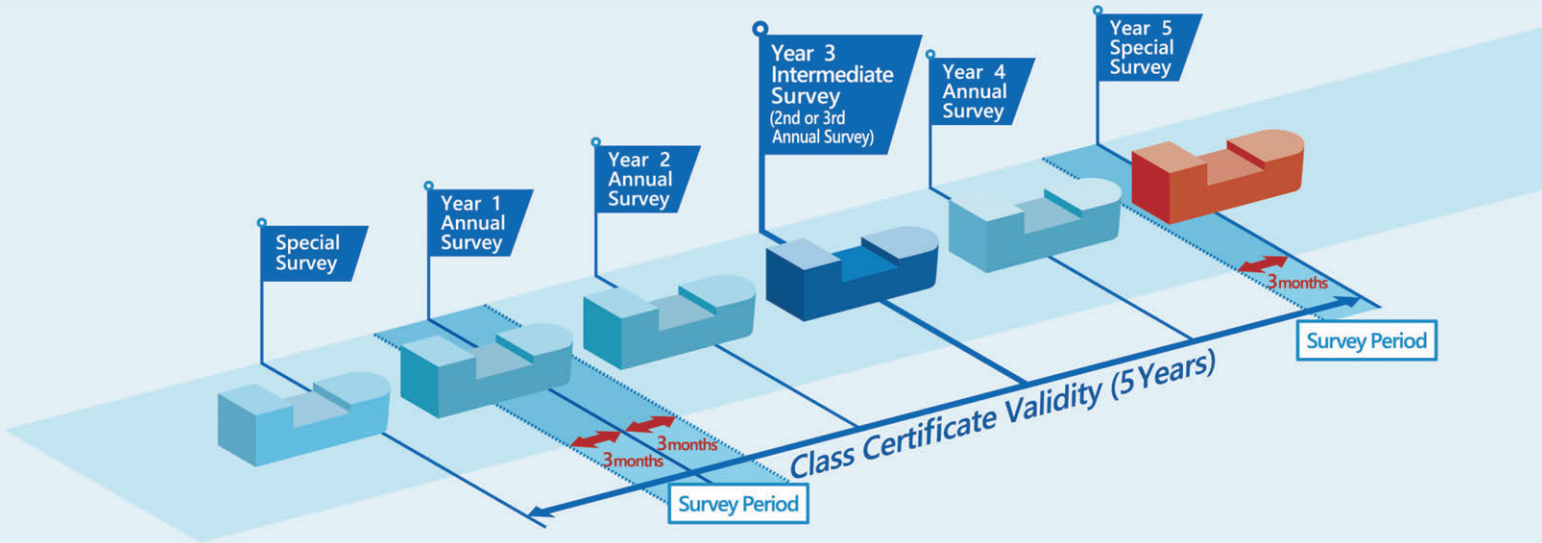 Special
Survey
Year 1
Annual
Survey
Year 2
Annual
Survey
Year 3
Intermediate
Survey
(2nd or 3rd
Annual Survey)
Year 4
Annual
Survey
Year 5
Special
Survey
3months
3months
Survey Period
3months
Survey Period
Class Certificate Validity (5Years)